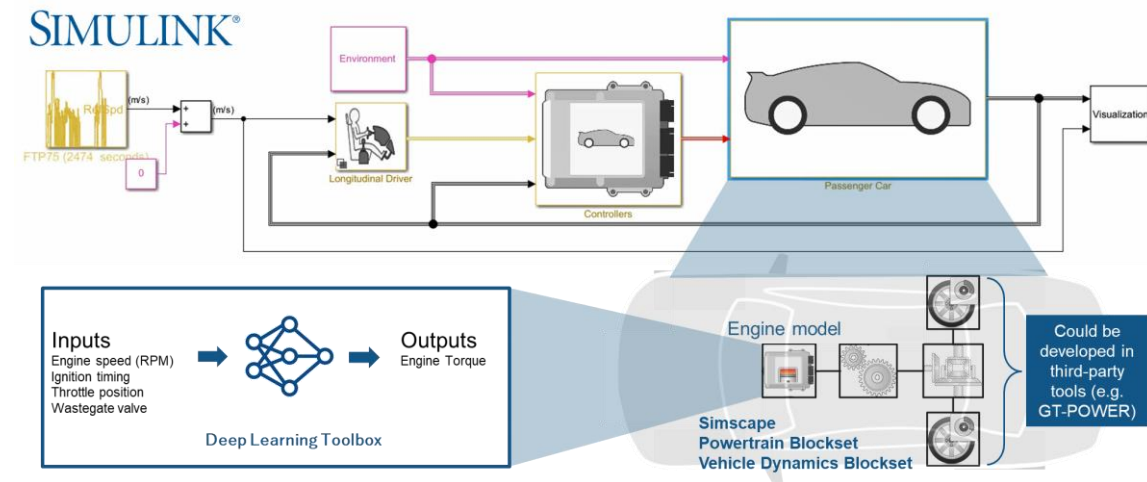 SIMULINK®
Environment
RefSpd
(m/s)
+
+
(m/s)
FTP75 (2474 seconds)
0
Longitudinal Driver
Controllers
Passenger Car
Visualization
Inputs
Engine speed (RPM)
Ignition timing
Throttle position
Wastegate valve
Outputs
Engine Torque
Deep Learning Toolbox
Engine model
Simscape
Powertrain Blockset
Vehicle Dynamics Blockset
Could be
developed in
third-party
tools (e.g.
GT-POWER)